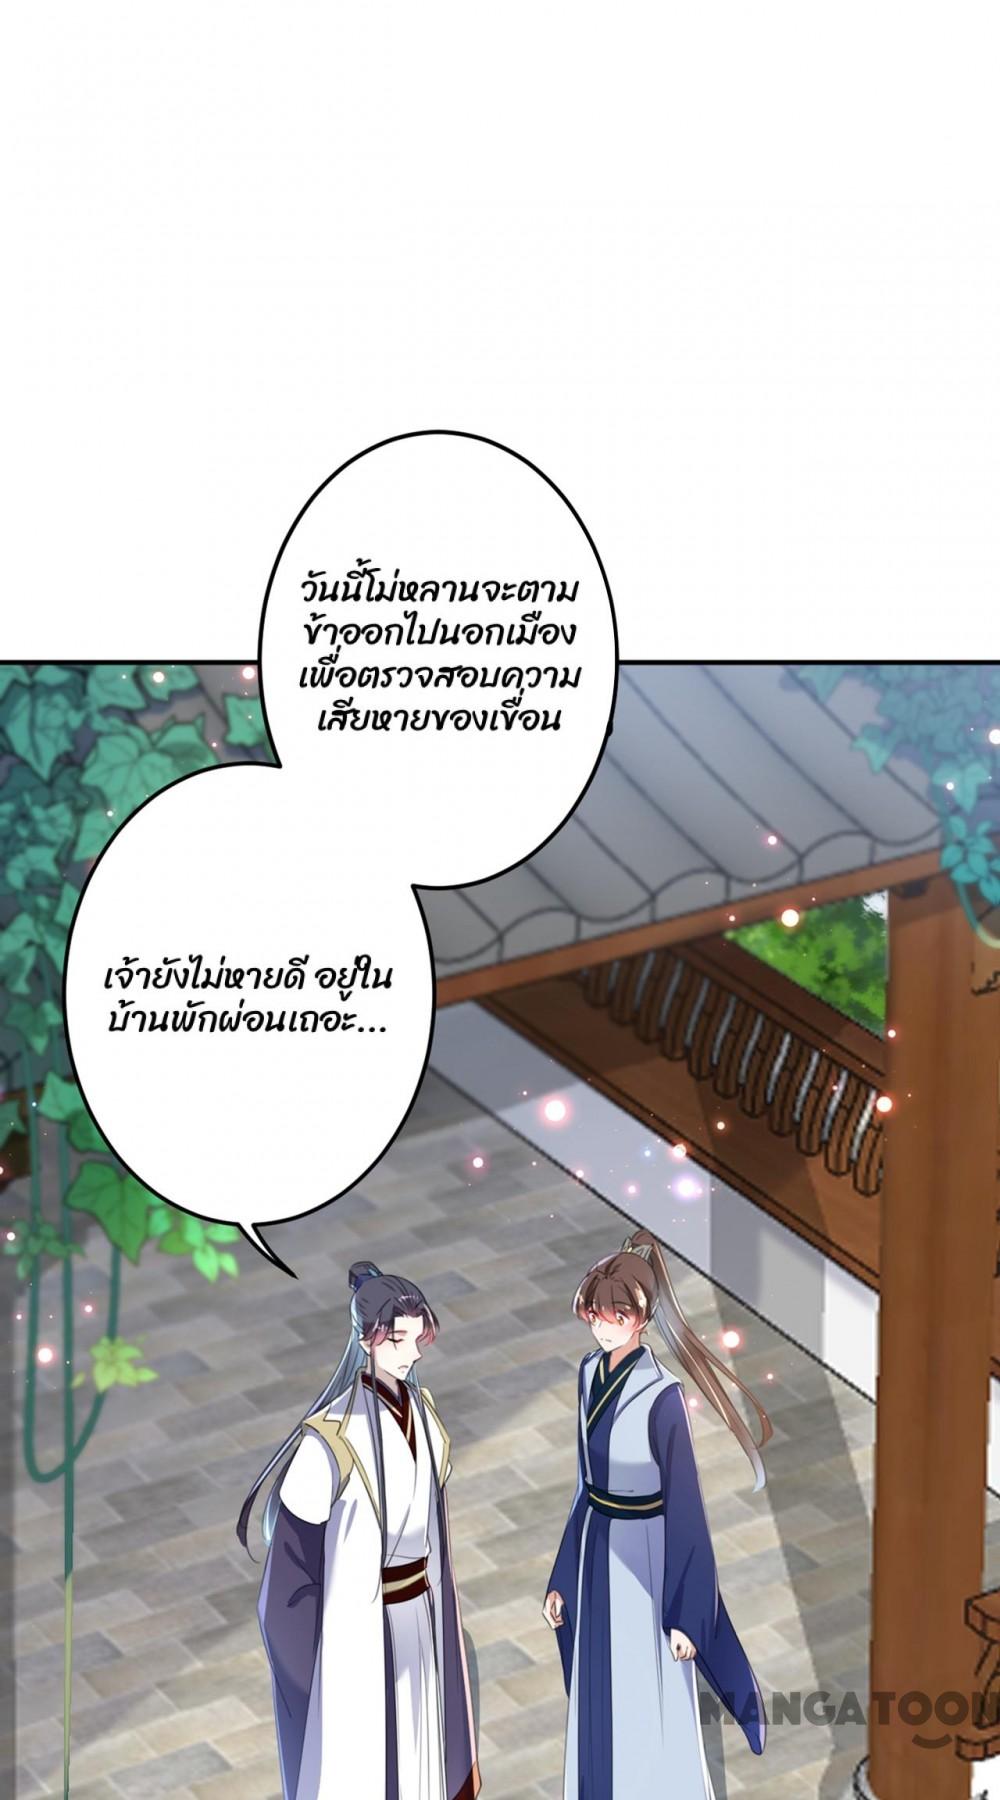 วันนี้โม่หลานจะตาม
ข้าออกไปนอกเมือง
เพื่อตรวจสอบความ
เสียหายของเขื่อน
เจ้ายังไม่หายดี อยู่ใน
บ้านพักผ่อนเถอะ...
MANGATOON